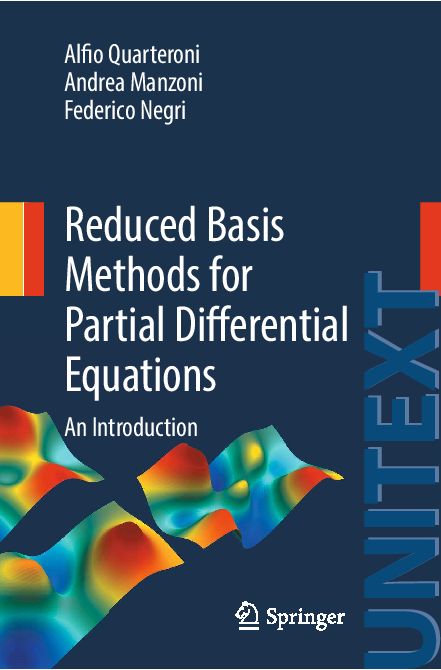 Alfio Quarteroni
Andrea Manzoni
Federico Negri
Reduced Basis
Methods for
Partial Differential
Equations
An Introduction
UNITEXT
Springer